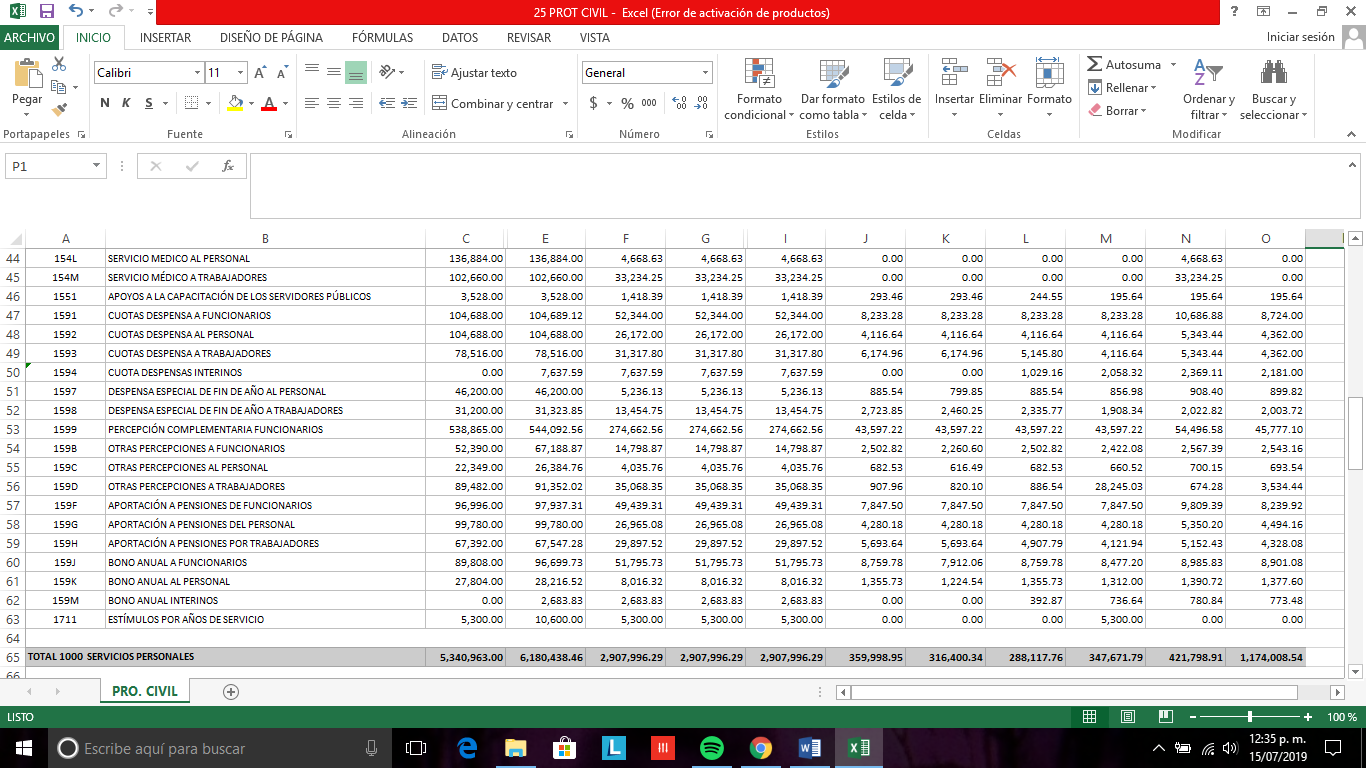 25 PROT CIVIL - Excel (Error de activación de productos)
ARCHIVO INICIO INSERTAR DISEÑO DE PÁGINA FÓRMULAS DATOS REVISAR VISTA Iniciar sesión
Calibri 11 Ajustar texto General Autosuma
Pegar N K S Combinar y centrar $ % 000 Formato condicional Dar formato como tabla Estilos de celda Insertar Eliminar Formato Rellenar Borrar Ordenar y filtrar Buscar y seleccionar
Portapapeles Fuente Alineación Número Estilos Celdas Modificar
P1 fx
A B C E F G I J K L M N O
44 154L SERVICIO MEDICO AL PERSONAL 136,884.00 136,884.00 4,668.63 4,668.63 4,668.63 0.00 0.00 0.00 0.00 4,668.63 0.00
45 154M SERVICIO MÉDICO A TRABAJADORES 102,660.00 102,660.00 33,234.25 33,234.25 33,234.25 0.00 0.00 0.00 0.00 33,234.25 0.00
46 1551 APOYOS A LA CAPACITACIÓN DE LOS SERVIDORES PÚBLICOS 3,528.00 3,528.00 1,418.39 1,418.39 1,418.39 293.46 293.46 244.55 195.64 195.64 195.64
47 1591 CUOTAS DESPENSA A FUNCIONARIOS 104,688.00 104,689.12 52,344.00 52,344.00 52,344.00 8,233.28 8,233.28 8,233.28 8,233.28 10,686.88 8,724.00
48 1592 CUOTAS DESPENSA AL PERSONAL 104,688.00 104,688.00 26,172.00 26,172.00 26,172.00 4,116.64 4,116.64 4,116.64 4,116.64 5,343.44 4,362.00
49 1593 CUOTAS DESPENSA A TRABAJADORES 78,516.00 78,516.00 31,317.80 31,317.80 31,317.80 6,174.96 6,174.96 5,145.80 4,116.64 5,343.44 4,362.00
50 1594 CUOTA DESPENSAS INTERINOS 0.00 7,637.59 7,637.59 7,637.59 7,637.59 0.00 0.00 1,029.16 2,058.32 2,369.11 2,181.00
51 1597 DESPENSA ESPECIAL DE FIN DE AÑO AL PERSONAL 46,200.00 46,200.00 5,236.13 5,236.13 5,236.13 885.54 799.85 885.54 856.98 908.40 899.82
52 1598 DESPENSA ESPECIAL DE FIN DE AÑO A TRABAJADORES 31,200.00 31,323.85 13,454.75 13,454.75 13,454.75 2,723.85 2,460.25 2,335.77 1,908.34 2,022.82 2,003.72
53 1599 PERCEPCIÓN COMPLEMENTARIA FUNCIONARIOS 538,865.00 544,092.56 274,662.56 274,662.56 274,662.56 43,597.22 43,597.22 43,597.22 43,597.22 54,496.58 45,777.10
54 159B OTRAS PERCEPCIONES A FUNCIONARIOS 52,390.00 67,188.87 14,798.87 14,798.87 14,798.87 2,502.82 2,260.60 2,502.82 2,422.08 2,567.39 2,543.16
55 159C OTRAS PERCEPCIONES AL PERSONAL 22,349.00 26,384.76 4,035.76 4,035.76 4,035.76 682.53 616.49 682.53 660.52 700.15 693.54
56 159D OTRAS PERCEPCIONES A TRABAJADORES 89,482.00 91,352.02 35,068.35 35,068.35 35,068.35 907.96 820.10 886.54 28,245.03 674.28 3,534.44
57 159F APORTACIÓN A PENSIONES DE FUNCIONARIOS 96,996.00 97,937.31 49,439.31 49,439.31 49,439.31 7,847.50 7,847.50 7,847.50 7,847.50 9,809.39 8,239.92
58 159G APORTACIÓN A PENSIONES DEL PERSONAL 99,780.00 99,780.00 26,965.08 26,965.08 26,965.08 4,280.18 4,280.18 4,280.18 4,280.18 5,350.20 4,494.16
59 159H APORTACIÓN A PENSIONES POR TRABAJADORES 67,392.00 67,547.28 29,897.52 29,897.52 29,897.52 5,693.64 5,693.64 4,907.79 4,121.94 5,152.43 4,328.08
60 159J BONO ANUAL A FUNCIONARIOS 89,808.00 96,699.73 51,795.73 51,795.73 51,795.73 8,759.78 7,912.06 8,759.78 8,477.20 8,985.83 8,901.08
61 159K BONO ANUAL AL PERSONAL 27,804.00 28,216.52 8,016.32 8,016.32 8,016.32 1,355.73 1,224.54 1,355.73 1,312.00 1,390.72 1,377.60
62 159M BONO ANUAL INTERINOS 0.00 2,683.83 2,683.83 2,683.83 2,683.83 0.00 0.00 392.87 736.64 780.84 773.48
63 1711 ESTÍMULOS POR AÑOS DE SERVICIO 5,300.00 10,600.00 5,300.00 5,300.00 5,300.00 0.00 0.00 0.00 5,300.00 0.00 0.00
64
65 TOTAL 1000 SERVICIOS PERSONALES 5,340,963.00 6,180,438.46 2,907,996.29 2,907,996.29 2,907,996.29 359,998.95 316,400.34 288,117.76 347,671.79 421,798.91 1,174,008.54
66
PRO. CIVIL
LISTO 100 %
Escribe aquí para buscar
12:35 p. m.
15/07/2019